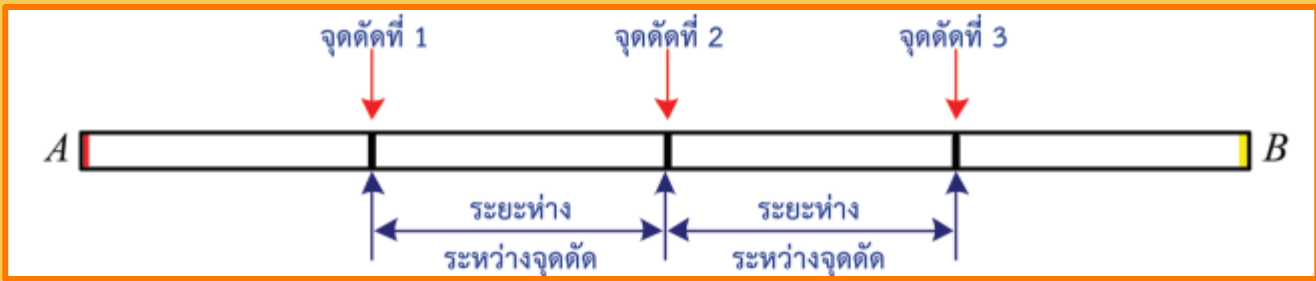 จุดดัดที่ 1 จุดดัดที่ 2 จุดดัดที่ 3
A B
ระยะห่าง ระยะห่าง
ระหว่างจุดดัด ระหว่างจุดดัด